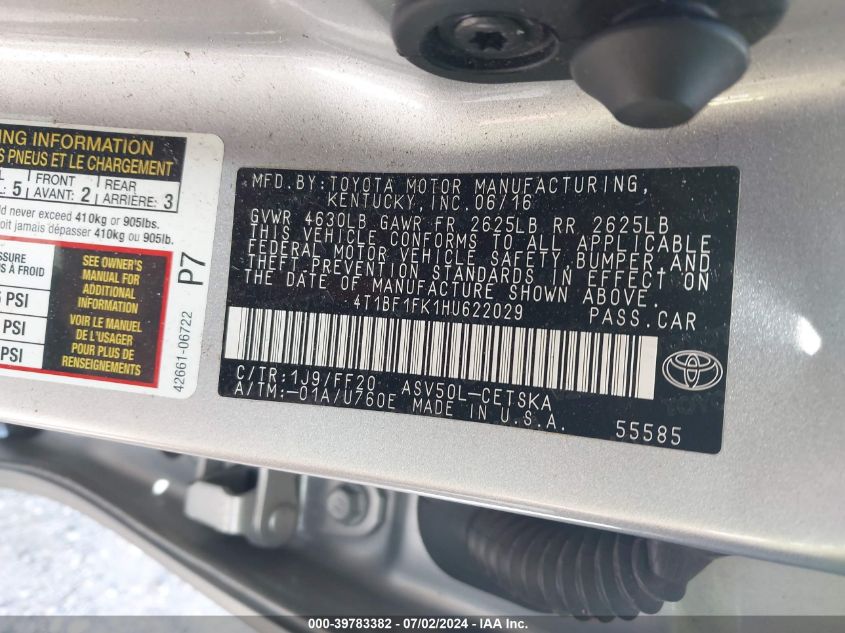 ING INFORMATION
S PNEUS ET LE CHARGEMENT
L FRONT REAR
: 5 AVANT: 2 ARRIÈRE: 3
ould never exceed 410kg or 905lbs.
oit jamais dépasser 410kg ou 905lb.
ESSURE
NS À FROID
PSI
PSI
PSI
SEE OWNER'S
MANUAL FOR
ADDITIONAL
INFORMATION
VOIR LE MANUEL
DE L'USAGER
POUR PLUS DE
RENSEIGNEMENTS
P7
42661-06722
MFD.BY:TOYOTA MOTOR MANUFACTURING,
KENTUCKY, INC. 06/16
GVWR 4630LB GAWR FR 2625LB RR 2625LB
THIS VEHICLE CONFORMS TO ALL APPLICABLE
FEDERAL MOTOR VEHICLE SAFETY,BUMPER,AND
THEFT-PREVENTION STANDARDS IN EFFECT ON
THE DATE OF MANUFACTURE SHOWN ABOVE.
4T1BF1FK1HU622029 PASS.CAR
C/TR:1J9/FF20 ASV50L-CETSKA
A/TM:-01A/U760E MADE IN U.S.A.
55585
000-39783382 / 07/02/2024 - IAA Inc.